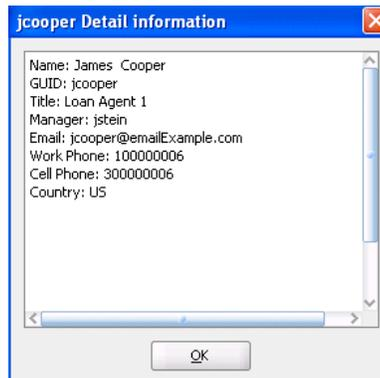 jcooper Detail information
Name: James  Cooper
GUID: jcooper
Title: Loan Agent 1
Manager: jstein
Email: jcooper@emailExample.com
Work Phone: 100000006
Cell Phone: 300000006
Country: US
OK